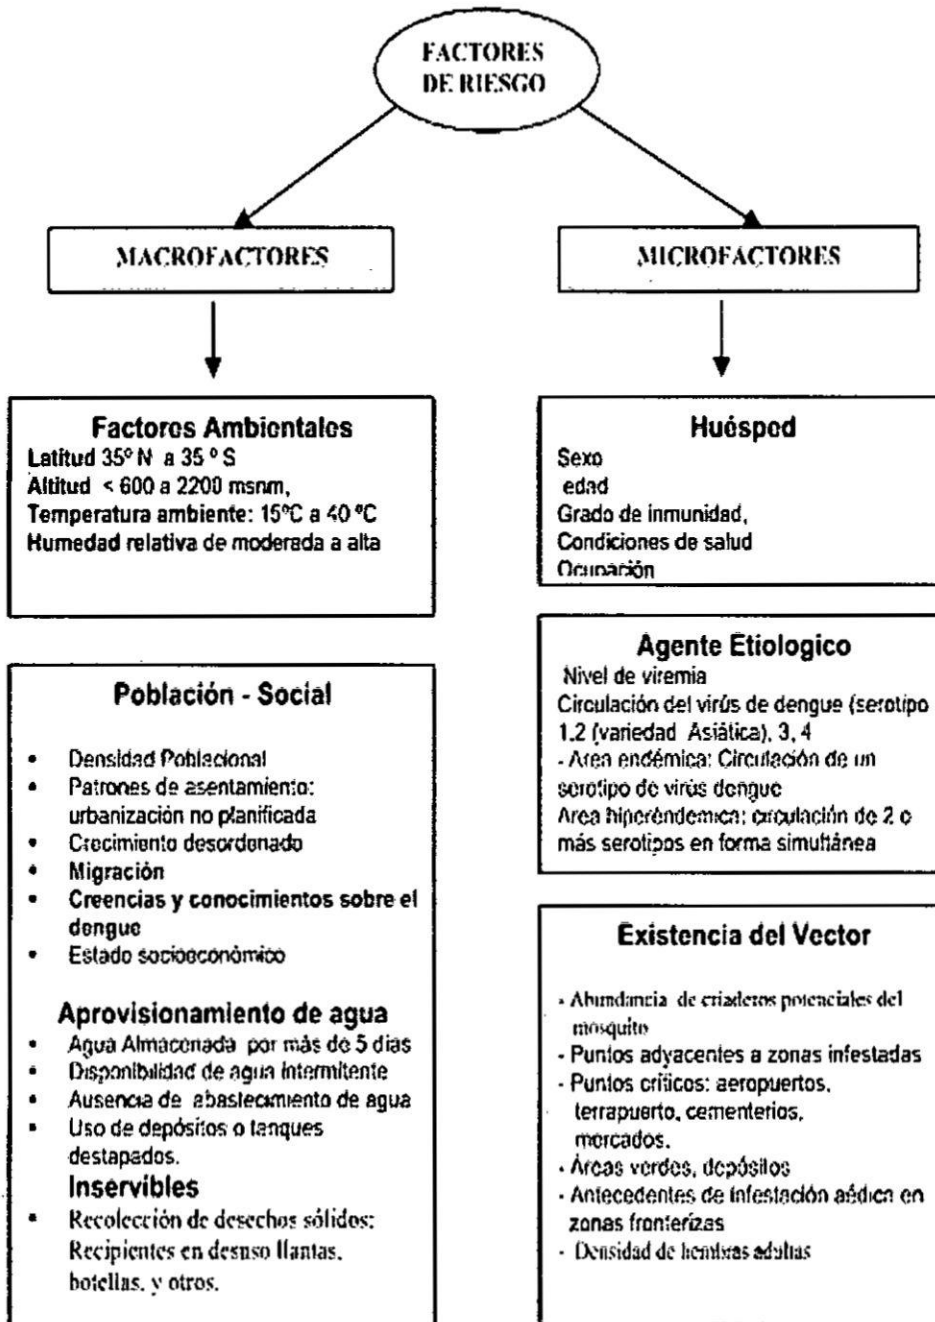 FACTORES
DE RIESGO
MACROFACTORES
Factores Ambientales
Latitud 35º N a 35 º S
Altitud < 600 a 2200 msnm,
Temperatura ambiente: 15ºC a 40 ºC
Humedad relativa de moderada a alta
Población - Social
• Densidad Poblacional
• Patrones de asentamiento:
urbanización no planificada
• Crecimiento desordenado
• Migración
• Creencias y conocimientos sobre el
dengue
• Estado socioeconómico
Aprovisionamiento de agua
• Agua Almacenada por más de 5 dias
• Disponibilidad de agua intermitente
• Ausencia de abastecimiento de agua
• Uso de depósitos o tanques
destapados.
Inservibles
• Recolección de desechos sólidos:
Recipientes en desuso llantas,
botellas, y otros.
MICROFACTORES
Huésped
Sexo
edad
Grado de inmunidad,
Condiciones de salud
Ocupación
Agente Etiologico
Nivel de viremia
Circulación del virús de dengue (serotipo
1,2 (variedad Asiática), 3, 4
- Area endémica: Circulación de un
serotipo de virús dengue
Area hiperéndemica: circulación de 2 o
más serotipos en forma simultánea
Existencia del Vector
- Abundancia de criaderos potenciales del
mosquito
- Puntos adyacentes a zonas infestadas
- Puntos críticos: aeropuertos,
terrapuerto, cementerios,
mercados.
- Áreas verdes, depósitos
- Antecedentes de infestación aédica en
zonas fronterizas
- Densidad de hembras adultas